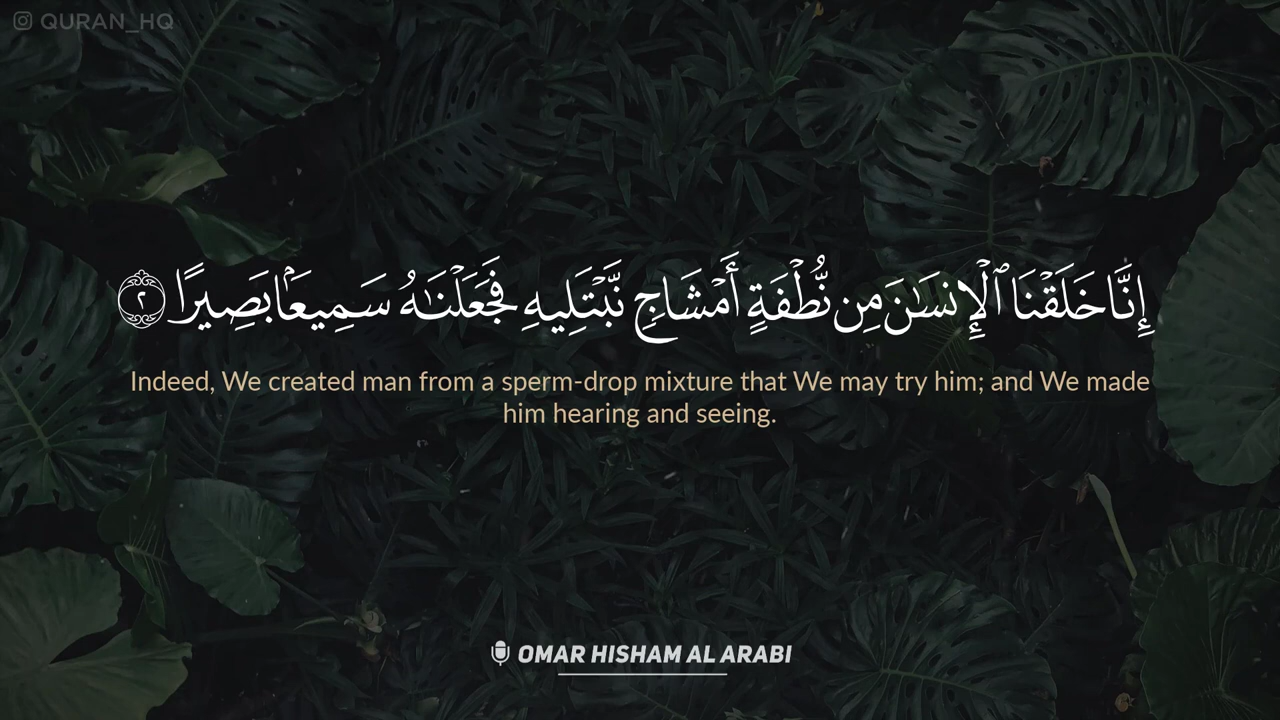 QURAN_HQ
إِنَّا خَلَقْنَا ٱلْإِنسَٰنَ مِن نُّطْفَةٍ أَمْشَاجٍ نَّبْتَلِيهِ فَجَعَلْنَٰهُ سَمِيعًۢا بَصِيرًا ٢
Indeed, We created man from a sperm-drop mixture that We may try him; and We made
him hearing and seeing.
OMAR HISHAM AL ARABI